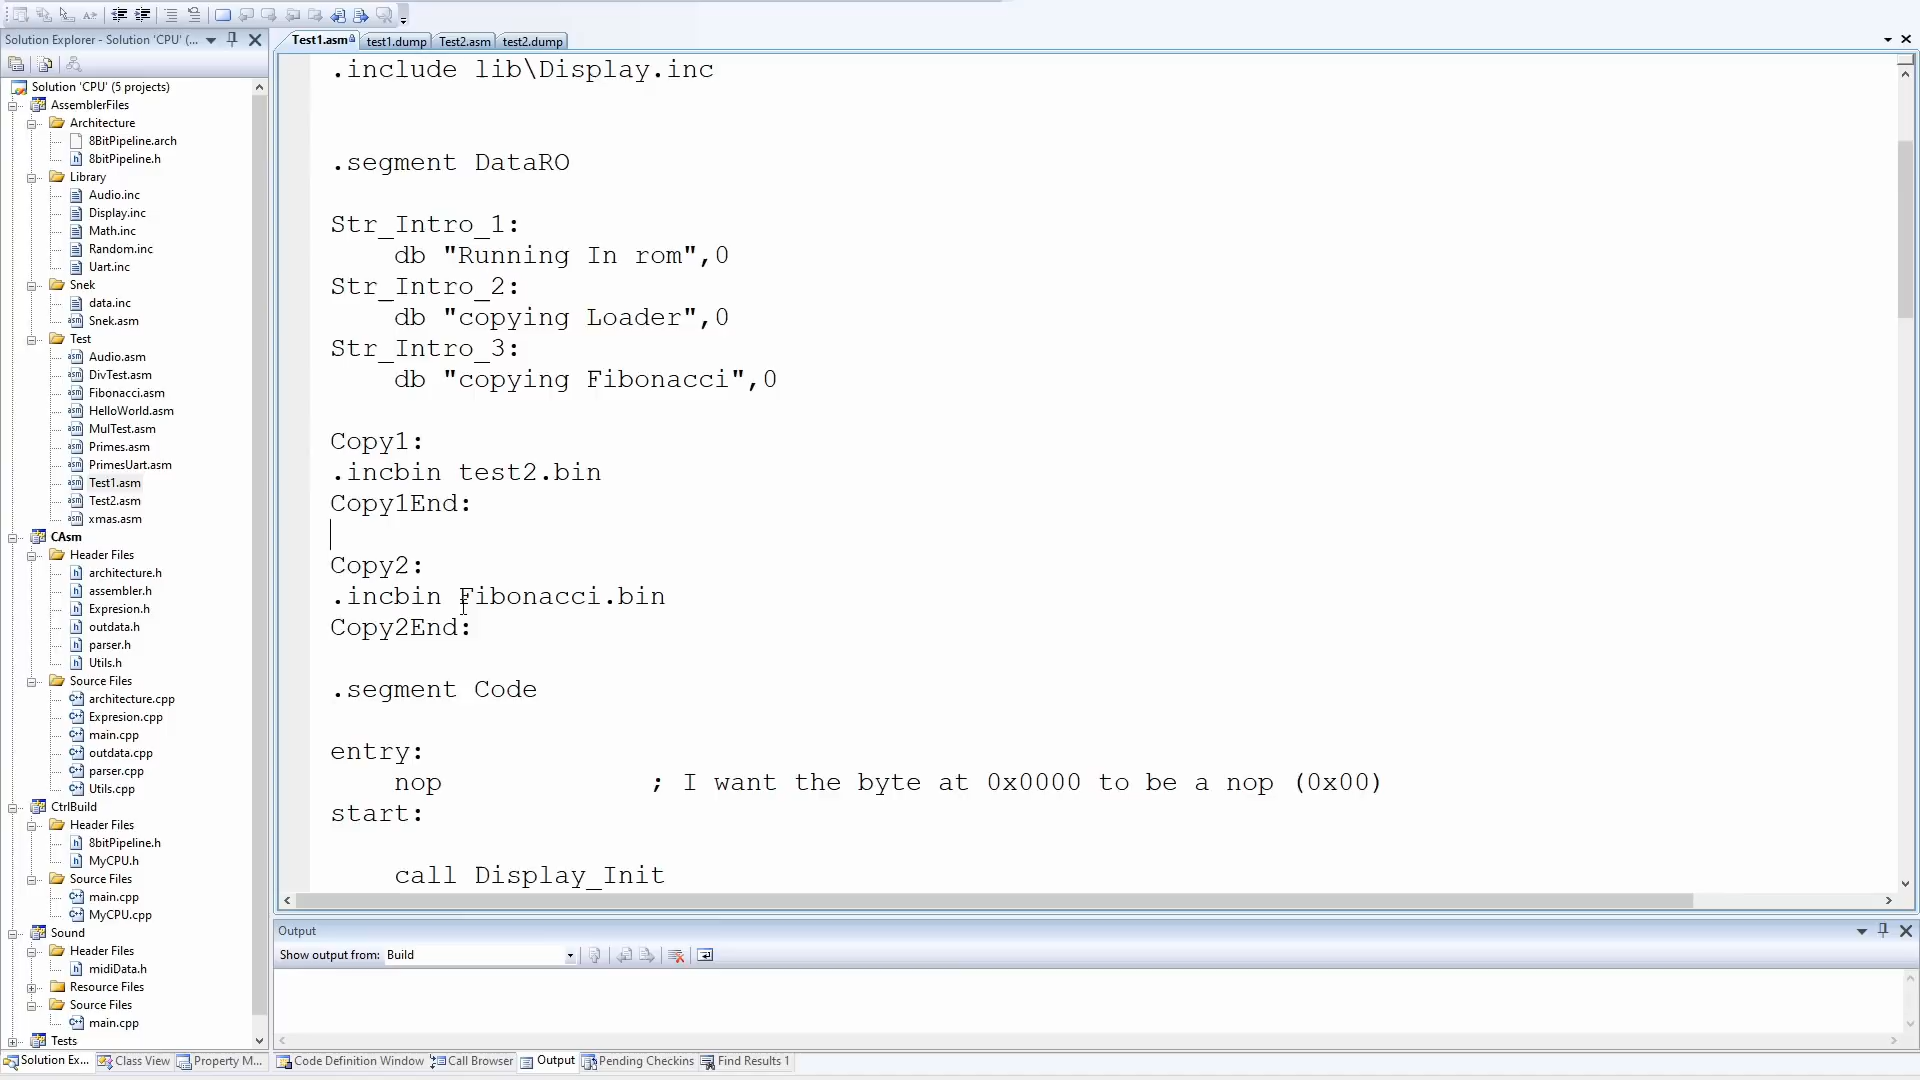 Solution Explorer - Solution 'CPU' (...
Solution 'CPU' (5 projects)
AssemblerFiles
Architecture
8BitPipeline.arch
8bitPipeline.h
Library
Audio.inc
Display.inc
Math.inc
Random.inc
Uart.inc
Snek
data.inc
Snek.asm
Test
Audio.asm
DivTest.asm
Fibonacci.asm
HelloWorld.asm
MulTest.asm
Primes.asm
PrimesUart.asm
Test1.asm
Test2.asm
xmas.asm
CAsm
Header Files
architecture.h
assembler.h
Expresion.h
outdata.h
parser.h
Utils.h
Source Files
architecture.cpp
Expresion.cpp
main.cpp
outdata.cpp
parser.cpp
Utils.cpp
CtrlBuild
Header Files
8bitPipeline.h
MyCPU.h
Source Files
main.cpp
MyCPU.cpp
Sound
Header Files
midiData.h
Resource Files
Source Files
main.cpp
Tests
Solution Ex... Class View Property M...
Test1.asm test1.dump Test2.asm test2.dump
.include lib\Display.inc
.segment DataRO
Str_Intro_1:
db "Running In rom",0
Str_Intro_2:
db "copying Loader",0
Str_Intro_3:
db "copying Fibonacci",0
Copy1:
.incbin test2.bin
Copy1End:
Copy2:
.incbin Fibonacci.bin
Copy2End:
.segment Code
entry:
nop ; I want the byte at 0x0000 to be a nop (0x00)
start:
call Display_Init
Output
Show output from: Build
Code Definition Window Call Browser Output Pending Checkins Find Results 1